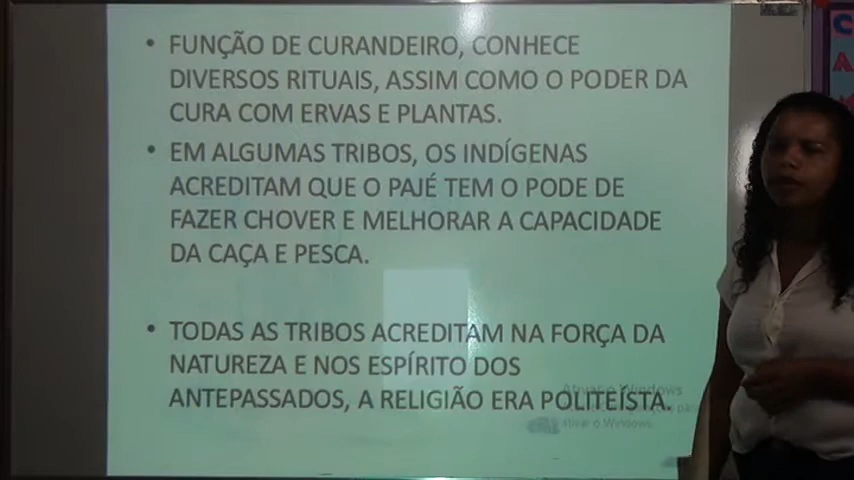 • FUNÇÃO DE CURANDEIRO, CONHECE
DIVERSOS RITUAIS, ASSIM COMO O PODER DA
CURA COM ERVAS E PLANTAS.
• EM ALGUMAS TRIBOS, OS INDÍGENAS
ACREDITAM QUE O PAJÉ TEM O PODE DE
FAZER CHOVER E MELHORAR A CAPACIDADE
DA CAÇA E PESCA.
• TODAS AS TRIBOS ACREDITAM NA FORÇA DA
NATUREZA E NOS ESPÍRITO DOS
ANTEPASSADOS, A RELIGIÃO ERA POLITEÍSTA.
Ativar o Windows
ativar o Windows.